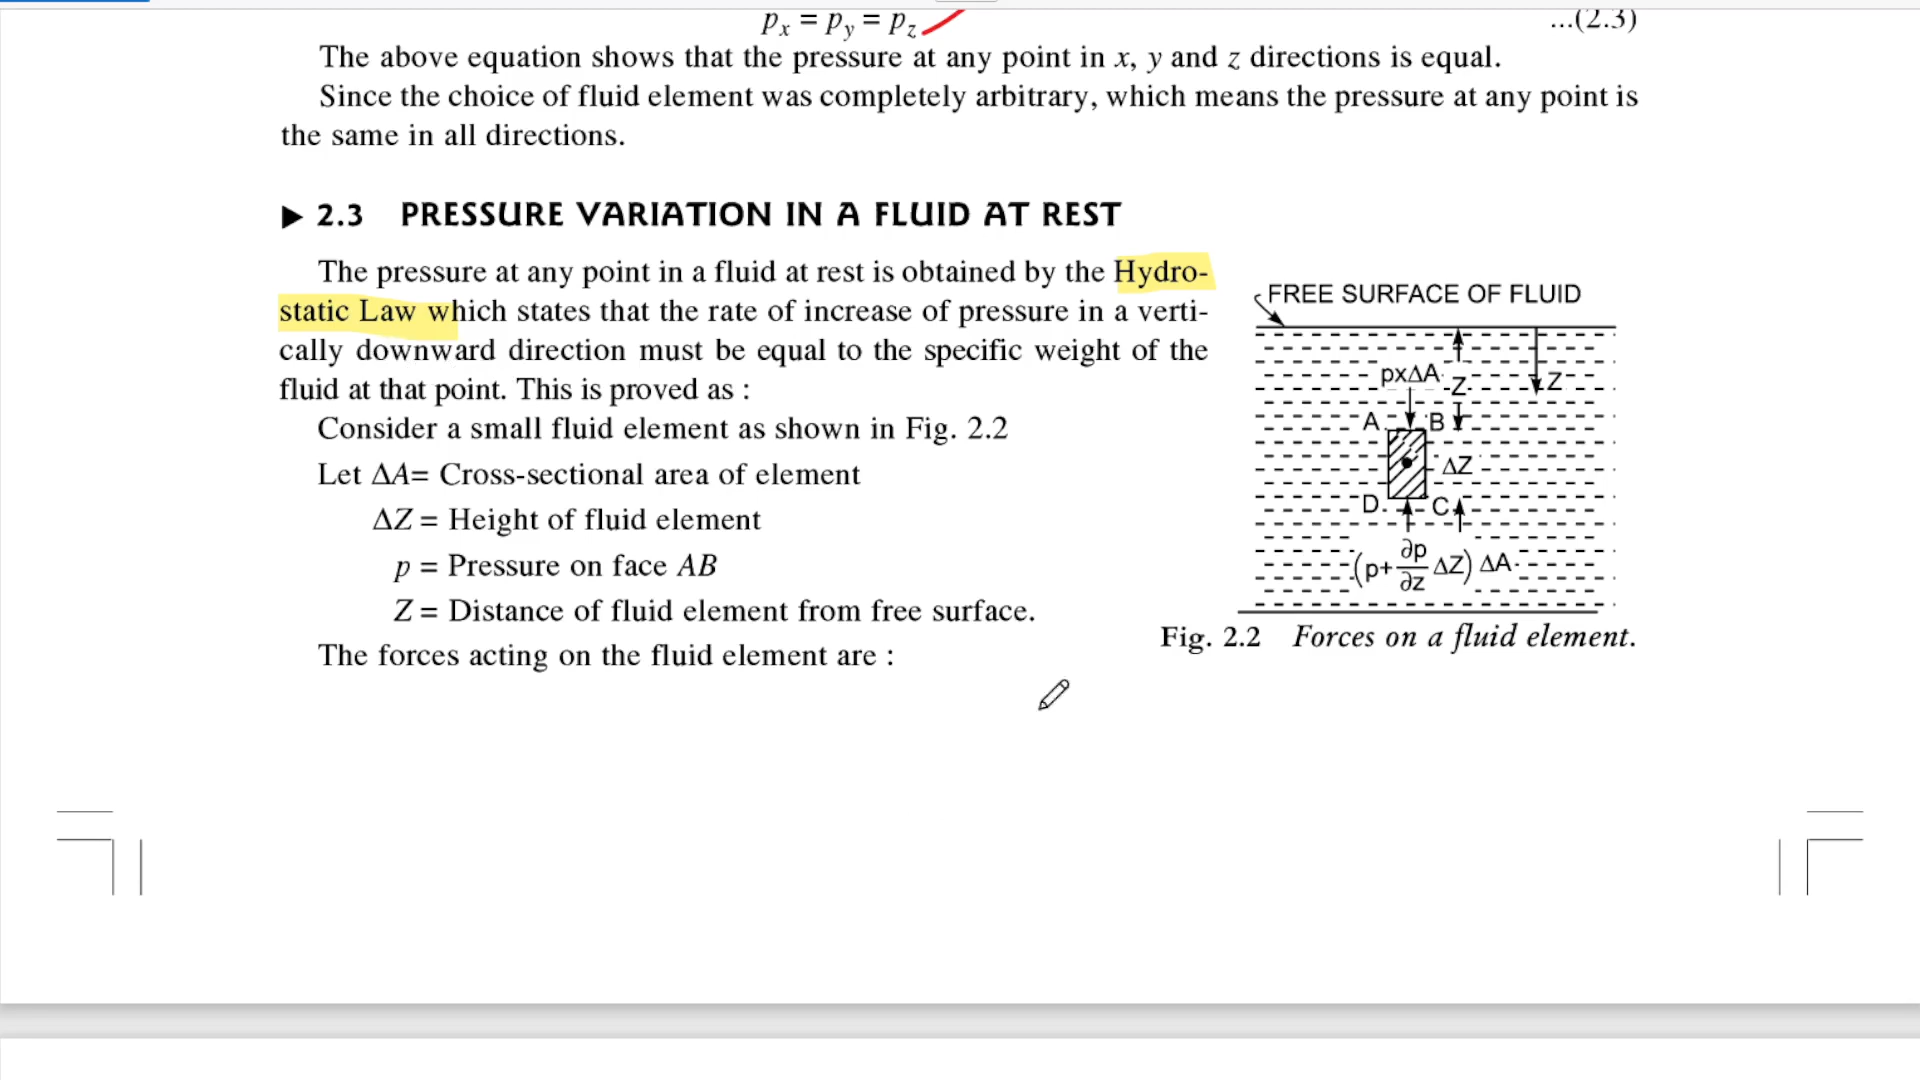 pₓ = p_y = p_z ...(2.3)
The above equation shows that the pressure at any point in x, y and z directions is equal.
Since the choice of fluid element was completely arbitrary, which means the pressure at any point is
the same in all directions.
▶ 2.3 PRESSURE VARIATION IN A FLUID AT REST
The pressure at any point in a fluid at rest is obtained by the Hydro-
static Law which states that the rate of increase of pressure in a verti-
cally downward direction must be equal to the specific weight of the
fluid at that point. This is proved as :
Consider a small fluid element as shown in Fig. 2.2
Let ΔA= Cross-sectional area of element
ΔZ = Height of fluid element
p = Pressure on face AB
Z = Distance of fluid element from free surface.
The forces acting on the fluid element are :
FREE SURFACE OF FLUID
pxΔA
Z
Z
A
B
ΔZ
D
C
(p+ ∂p/∂z ΔZ) ΔA
Fig. 2.2 Forces on a fluid element.